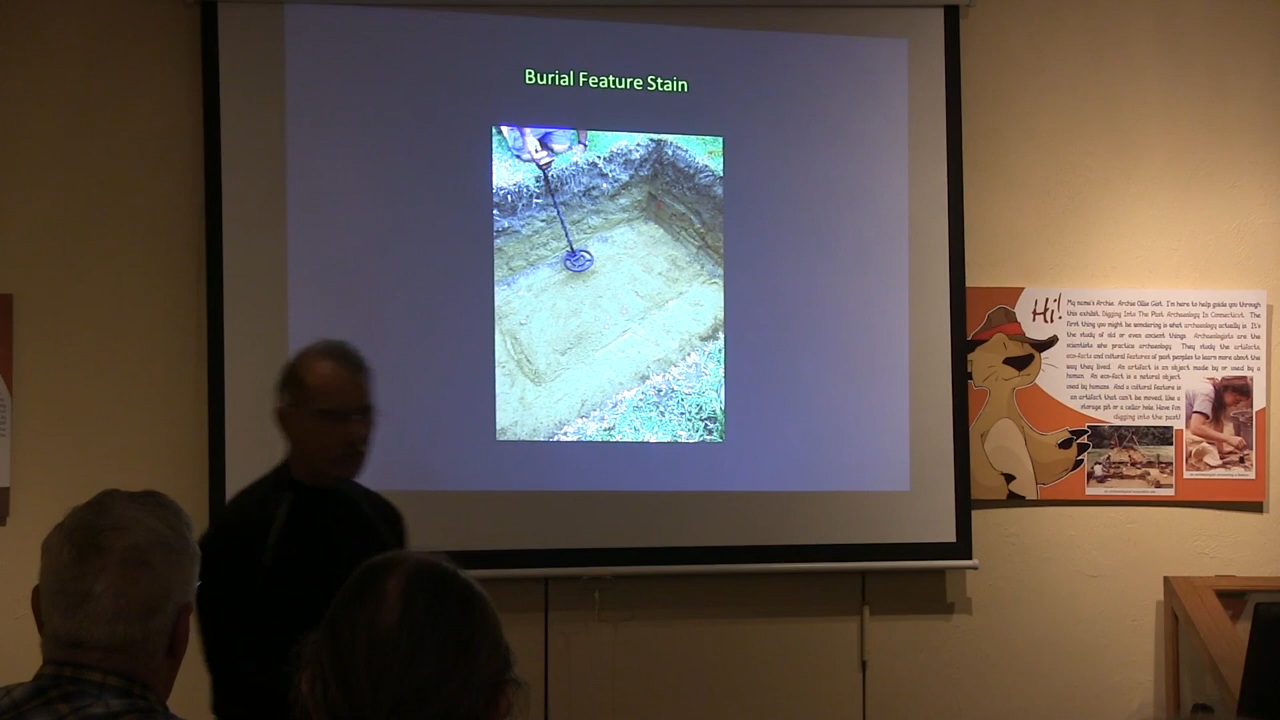 Burial Feature Stain
Hi!
My name's Archie. Archie Ollie Gist. I'm here to help guide you through
this exhibit Digging Into The Past: Archaeology In Connecticut. The
first thing you might be wondering is what archaeology actually is. It's
the study of old or even ancient things. Archaeologists are the
scientists who practice archaeology. They study the artifacts,
eco-facts and cultural features of past peoples to learn more about the
way they lived. An artifact is an object made by or used by a
human. An eco-fact is a natural object
used by humans. And a cultural feature is
an artifact that can't be moved, like a
storage pit or a cellar hole. Have fun
digging into the past!